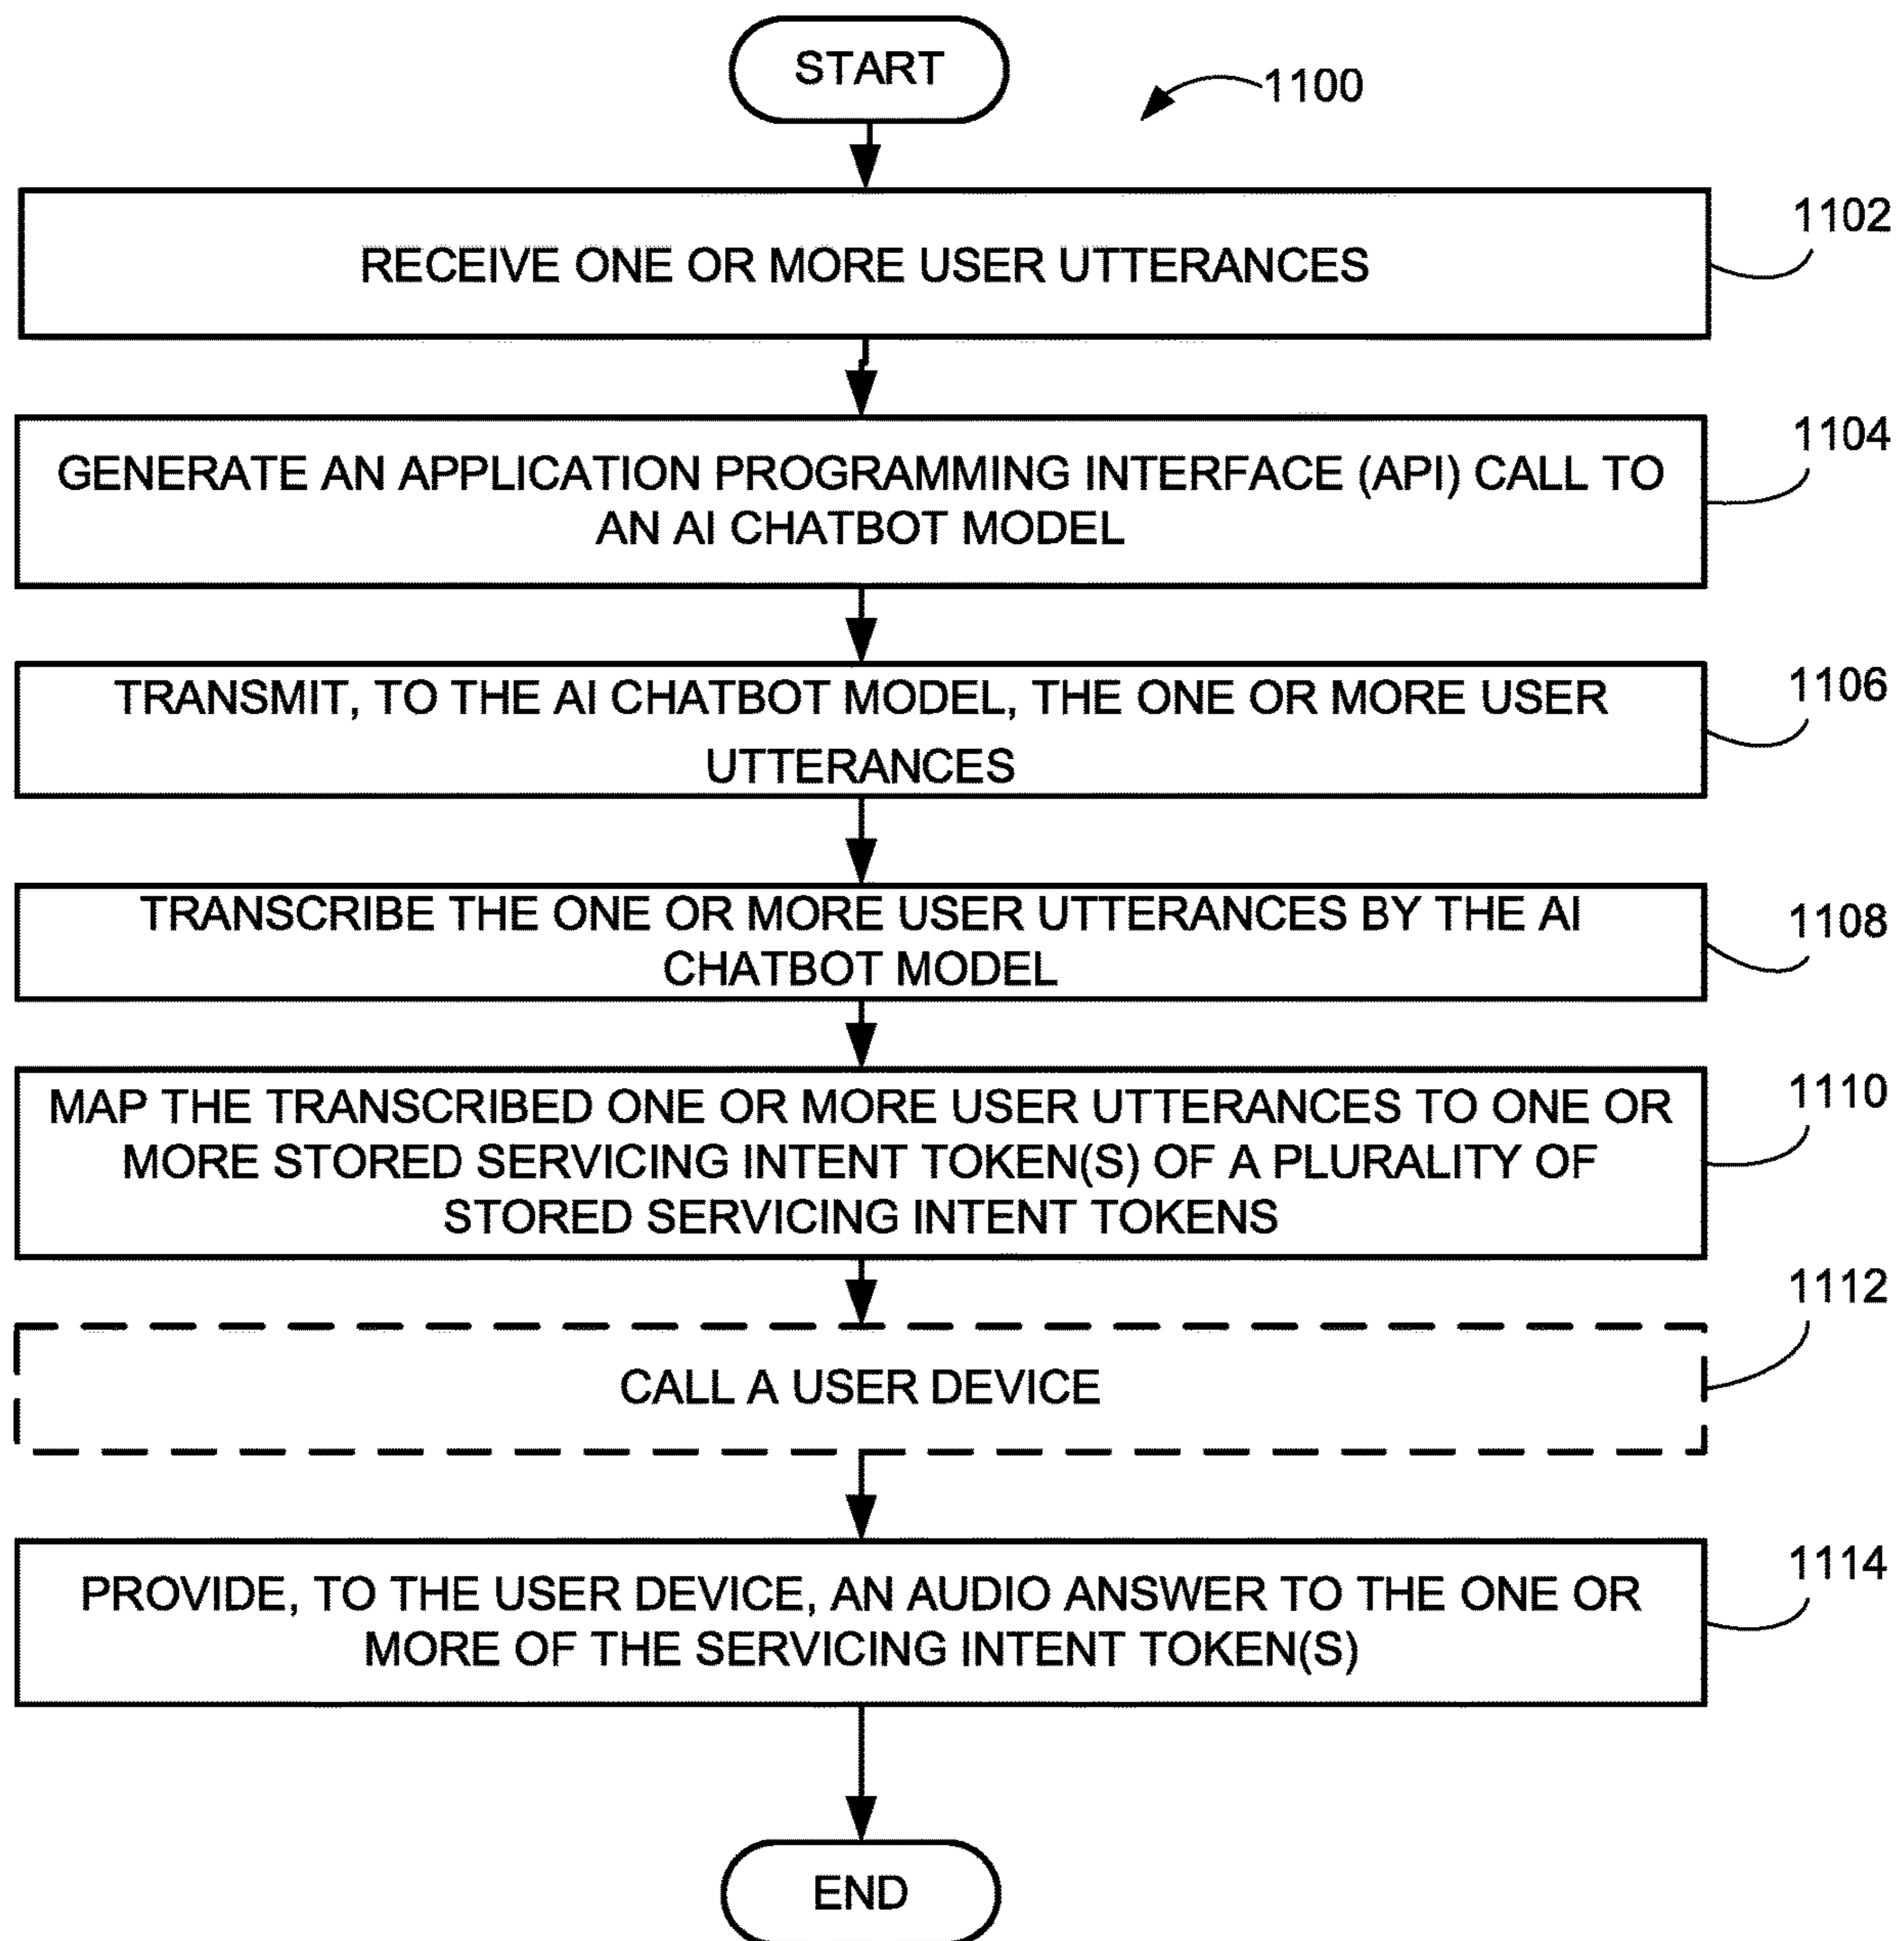 START
1100
RECEIVE ONE OR MORE USER UTTERANCES
1102
GENERATE AN APPLICATION PROGRAMMING INTERFACE (API) CALL TO
AN AI CHATBOT MODEL
1104
TRANSMIT, TO THE AI CHATBOT MODEL, THE ONE OR MORE USER
UTTERANCES
1106
TRANSCRIBE THE ONE OR MORE USER UTTERANCES BY THE AI
CHATBOT MODEL
1108
MAP THE TRANSCRIBED ONE OR MORE USER UTTERANCES TO ONE OR
MORE STORED SERVICING INTENT TOKEN(S) OF A PLURALITY OF
STORED SERVICING INTENT TOKENS
1110
CALL A USER DEVICE
1112
PROVIDE, TO THE USER DEVICE, AN AUDIO ANSWER TO THE ONE OR
MORE OF THE SERVICING INTENT TOKEN(S)
1114
END